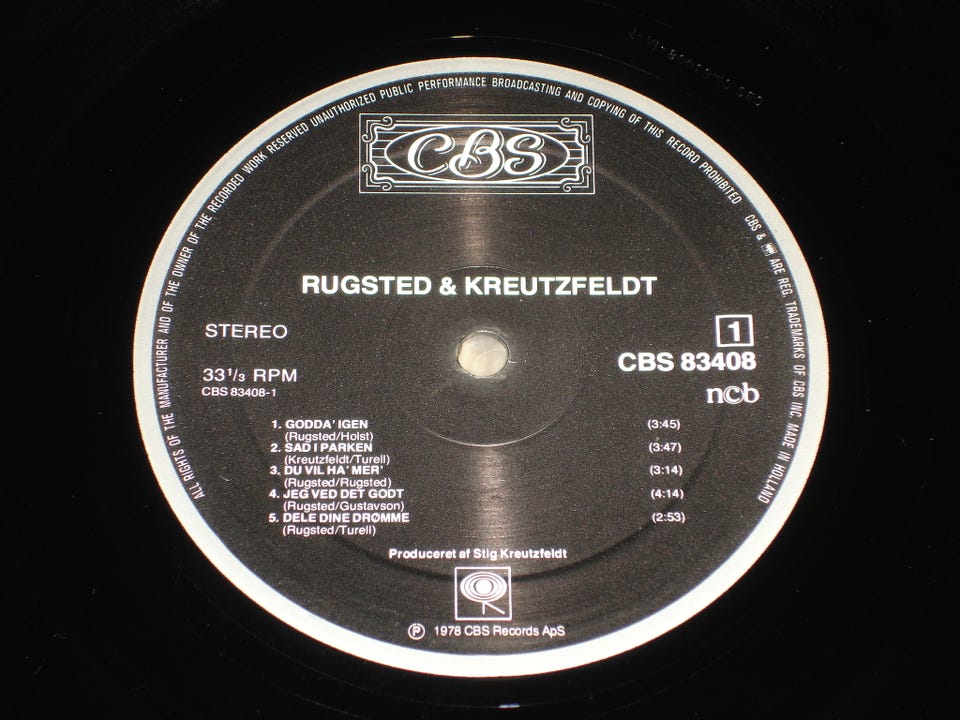 ALL RIGHTS OF THE MANUFACTURER AND OF THE OWNER OF THE RECORDED WORK RESERVED UNAUTHORIZED PUBLIC PERFORMANCE BROADCASTING AND COPYING OF THIS RECORD PROHIBITED CBS & ARE REG. TRADEMARKS OF CBS INC. MADE IN HOLLAND
CBS
RUGSTED & KREUTZFELDT
STEREO
1
CBS 83408
33⅓ RPM
CBS 83408-1
ncb
1. GODDA' IGEN (3:45)
(Rugsted/Holst)
2. SAD I PARKEN (3:47)
(Kreutzfeldt/Turell)
3. DU VIL HA' MER' (3:14)
(Rugsted/Rugsted)
4. JEG VED DET GODT (4:14)
(Rugsted/Gustavson)
5. DELE DINE DRØMME (2:53)
(Rugsted/Turell)
Produceret af Stig Kreutzfeldt
℗ 1978 CBS Records ApS